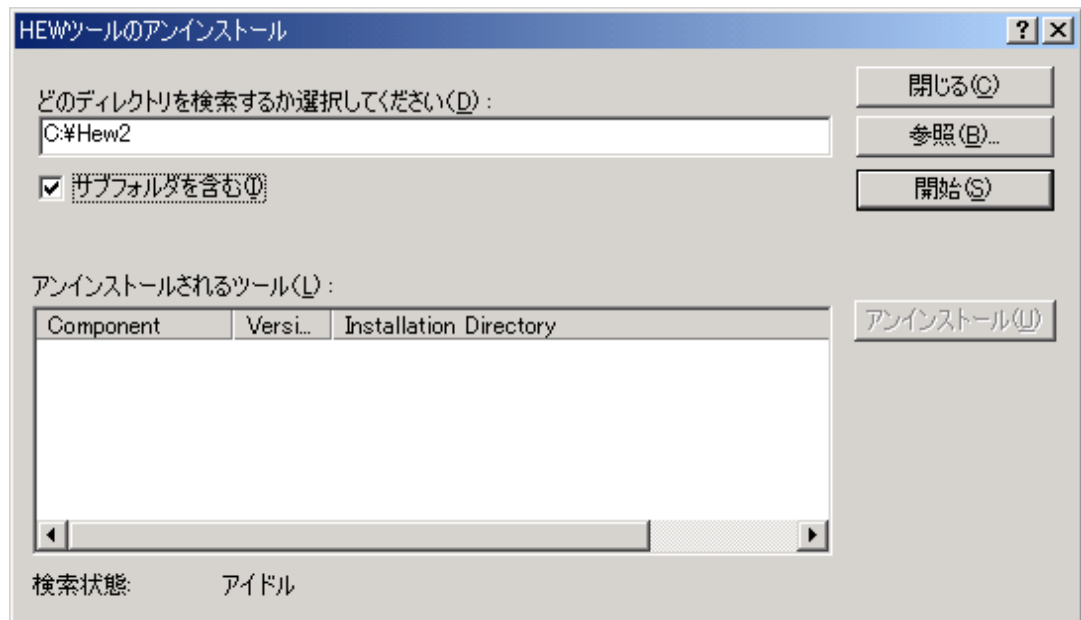 HEWツールのアンインストール
どのディレクトリを検索するか選択してください(D):
C:¥Hew2
サブフォルダを含む(I)
閉じる(C)
参照(B)...
開始(S)
アンインストールされるツール(L):
Component Versi... Installation Directory
アンインストール(U)
検索状態: アイドル